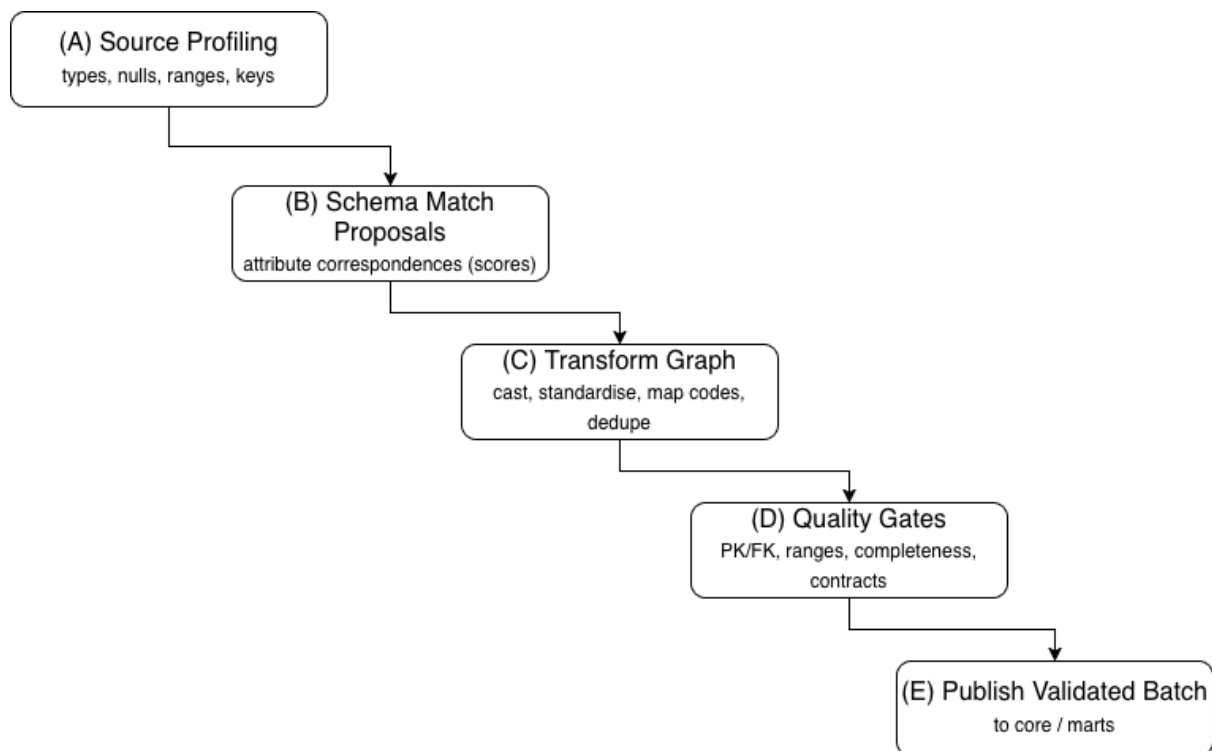 (A) Source Profiling
types, nulls, ranges, keys
(B) Schema Match
Proposals
attribute correspondences (scores)
(C) Transform Graph
cast, standardise, map codes,
dedupe
(D) Quality Gates
PK/FK, ranges, completeness,
contracts
(E) Publish Validated Batch
to core / marts